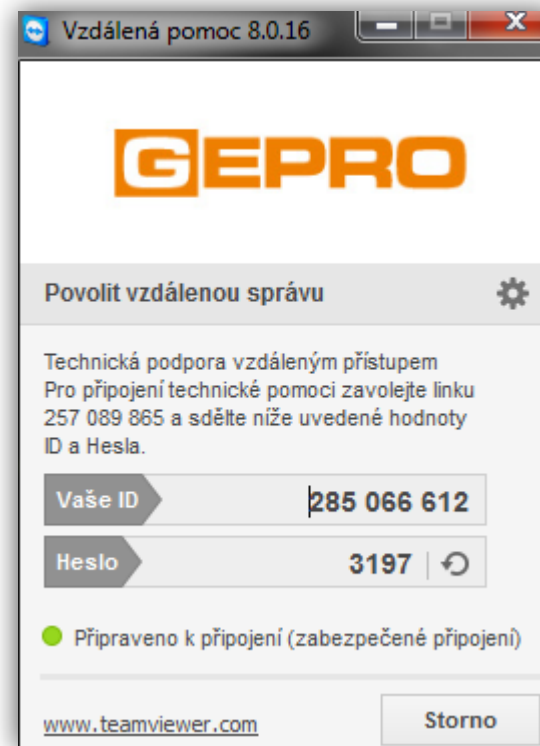 Vzdálená pomoc 8.0.16
GEPRO
Povolit vzdálenou správu
Technická podpora vzdáleným přístupem
Pro připojení technické pomoci zavolejte linku
257 089 865 a sdělte níže uvedené hodnoty
ID a Hesla.
Vaše ID 285 066 612
Heslo 3197
Připraveno k připojení (zabezpečené připojení)
www.teamviewer.com Storno